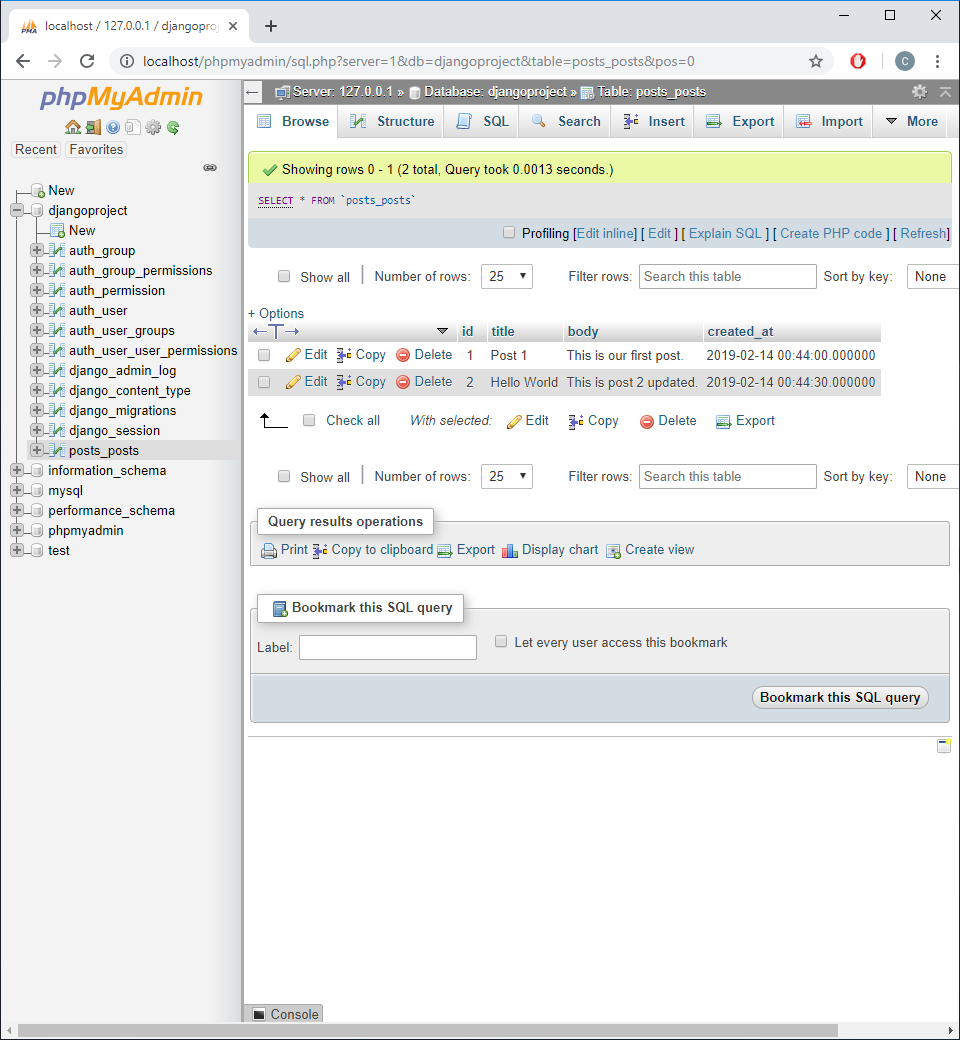 localhost / 127.0.0.1 / djangoproj
localhost/phpmyadmin/sql.php?server=1&db=djangoproject&table=posts_posts&pos=0
C
phpMyAdmin
Recent Favorites
New
djangoproject
New
auth_group
auth_group_permissions
auth_permission
auth_user
auth_user_groups
auth_user_user_permissions
django_admin_log
django_content_type
django_migrations
django_session
posts_posts
information_schema
mysql
performance_schema
phpmyadmin
test
Server: 127.0.0.1 » Database: djangoproject » Table: posts_posts
Browse Structure SQL Search Insert Export Import More
Showing rows 0 - 1 (2 total, Query took 0.0013 seconds.)
SELECT * FROM `posts_posts`
Profiling [Edit inline] [ Edit ] [ Explain SQL ] [ Create PHP code ] [ Refresh]
Show all | Number of rows: 25 Filter rows: Search this table Sort by key: None
+ Options
←T→ id title body created_at
Edit Copy Delete 1 Post 1 This is our first post. 2019-02-14 00:44:00.000000
Edit Copy Delete 2 Hello World This is post 2 updated. 2019-02-14 00:44:30.000000
Check all With selected: Edit Copy Delete Export
Show all | Number of rows: 25 Filter rows: Search this table Sort by key: None
Query results operations
Print Copy to clipboard Export Display chart Create view
Bookmark this SQL query
Label: Let every user access this bookmark
Bookmark this SQL query
Console